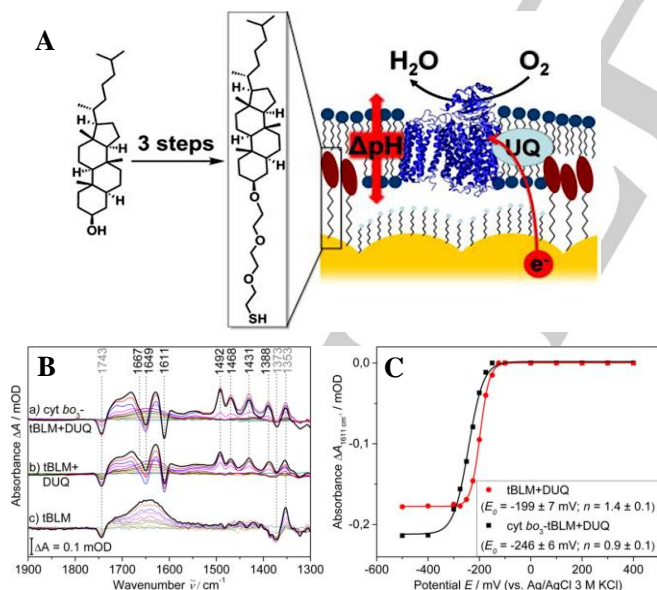 A
3 steps
H
H
H
H
OH
H
H
H
H
O
O
O
SH
H₂O
O₂
ΔpH
UQ
e⁻
B
1743
1667
1649
1611
1492
1468
1431
1388
1373
1353
a) cyt bo₃-
tBLM+DUQ
b) tBLM+
DUQ
c) tBLM
ΔA = 0.1 mOD
Absorbance ΔA / mOD
1900 1800 1700 1600 1500 1400 1300
Wavenumber ṽ / cm⁻¹
C
0.0
-0.1
-0.2
Absorbance ΔA₁₆₁₁ cm⁻¹ / mOD
tBLM+DUQ
(E₀ = -199 ± 7 mV; n = 1.4 ± 0.1)
cyt bo₃-tBLM+DUQ
(E₀ = -246 ± 6 mV; n = 0.9 ± 0.1)
-600 -400 -200 0 200 400
Potential E / mV (vs. Ag/AgCl 3 M KCl)